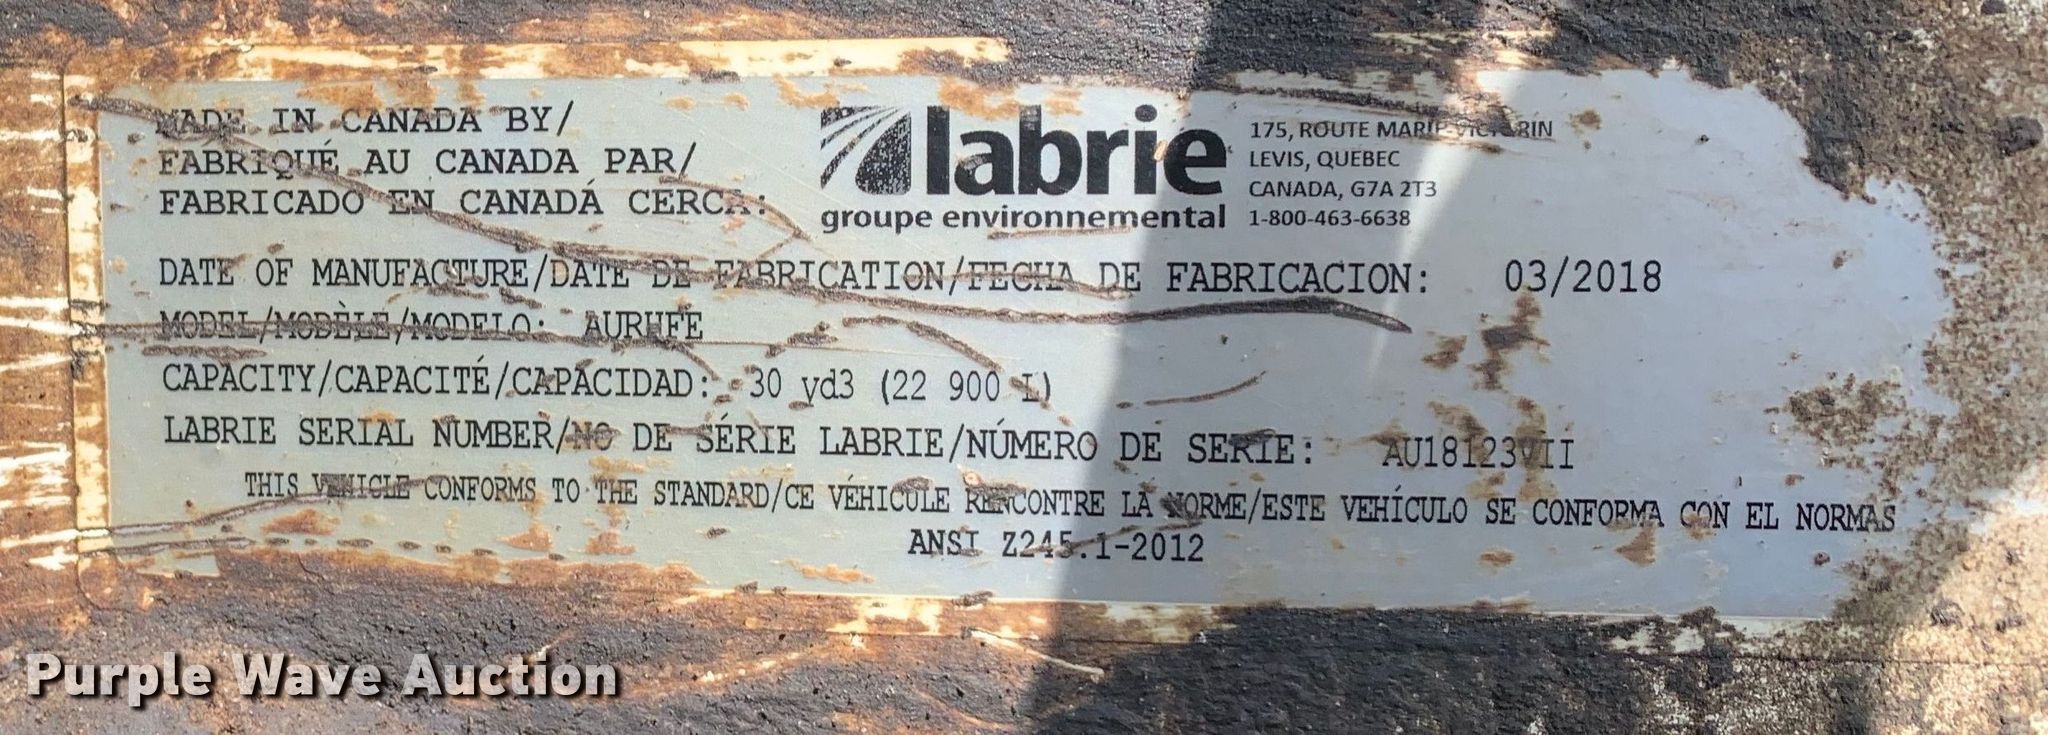 MADE IN CANADA BY/
FABRIQUÉ AU CANADA PAR/
FABRICADO EN CANADÁ CERCA:
labrie
groupe environnemental
175, ROUTE MARIE-VICTORIN
LEVIS, QUEBEC
CANADA, G7A 2T3
1-800-463-6638
DATE OF MANUFACTURE/DATE DE FABRICATION/FECHA DE FABRICACION: 03/2018
MODEL/MODÈLE/MODELO: AURHFE
CAPACITY/CAPACITÉ/CAPACIDAD: 30 yd3 (22 900 L)
LABRIE SERIAL NUMBER/NO DE SÉRIE LABRIE/NÚMERO DE SERIE: AU18123VII
THIS VEHICLE CONFORMS TO THE STANDARD/CE VÉHICULE RENCONTRE LA NORME/ESTE VEHÍCULO SE CONFORMA CON EL NORMAS
ANSI Z245.1-2012
Purple Wave Auction